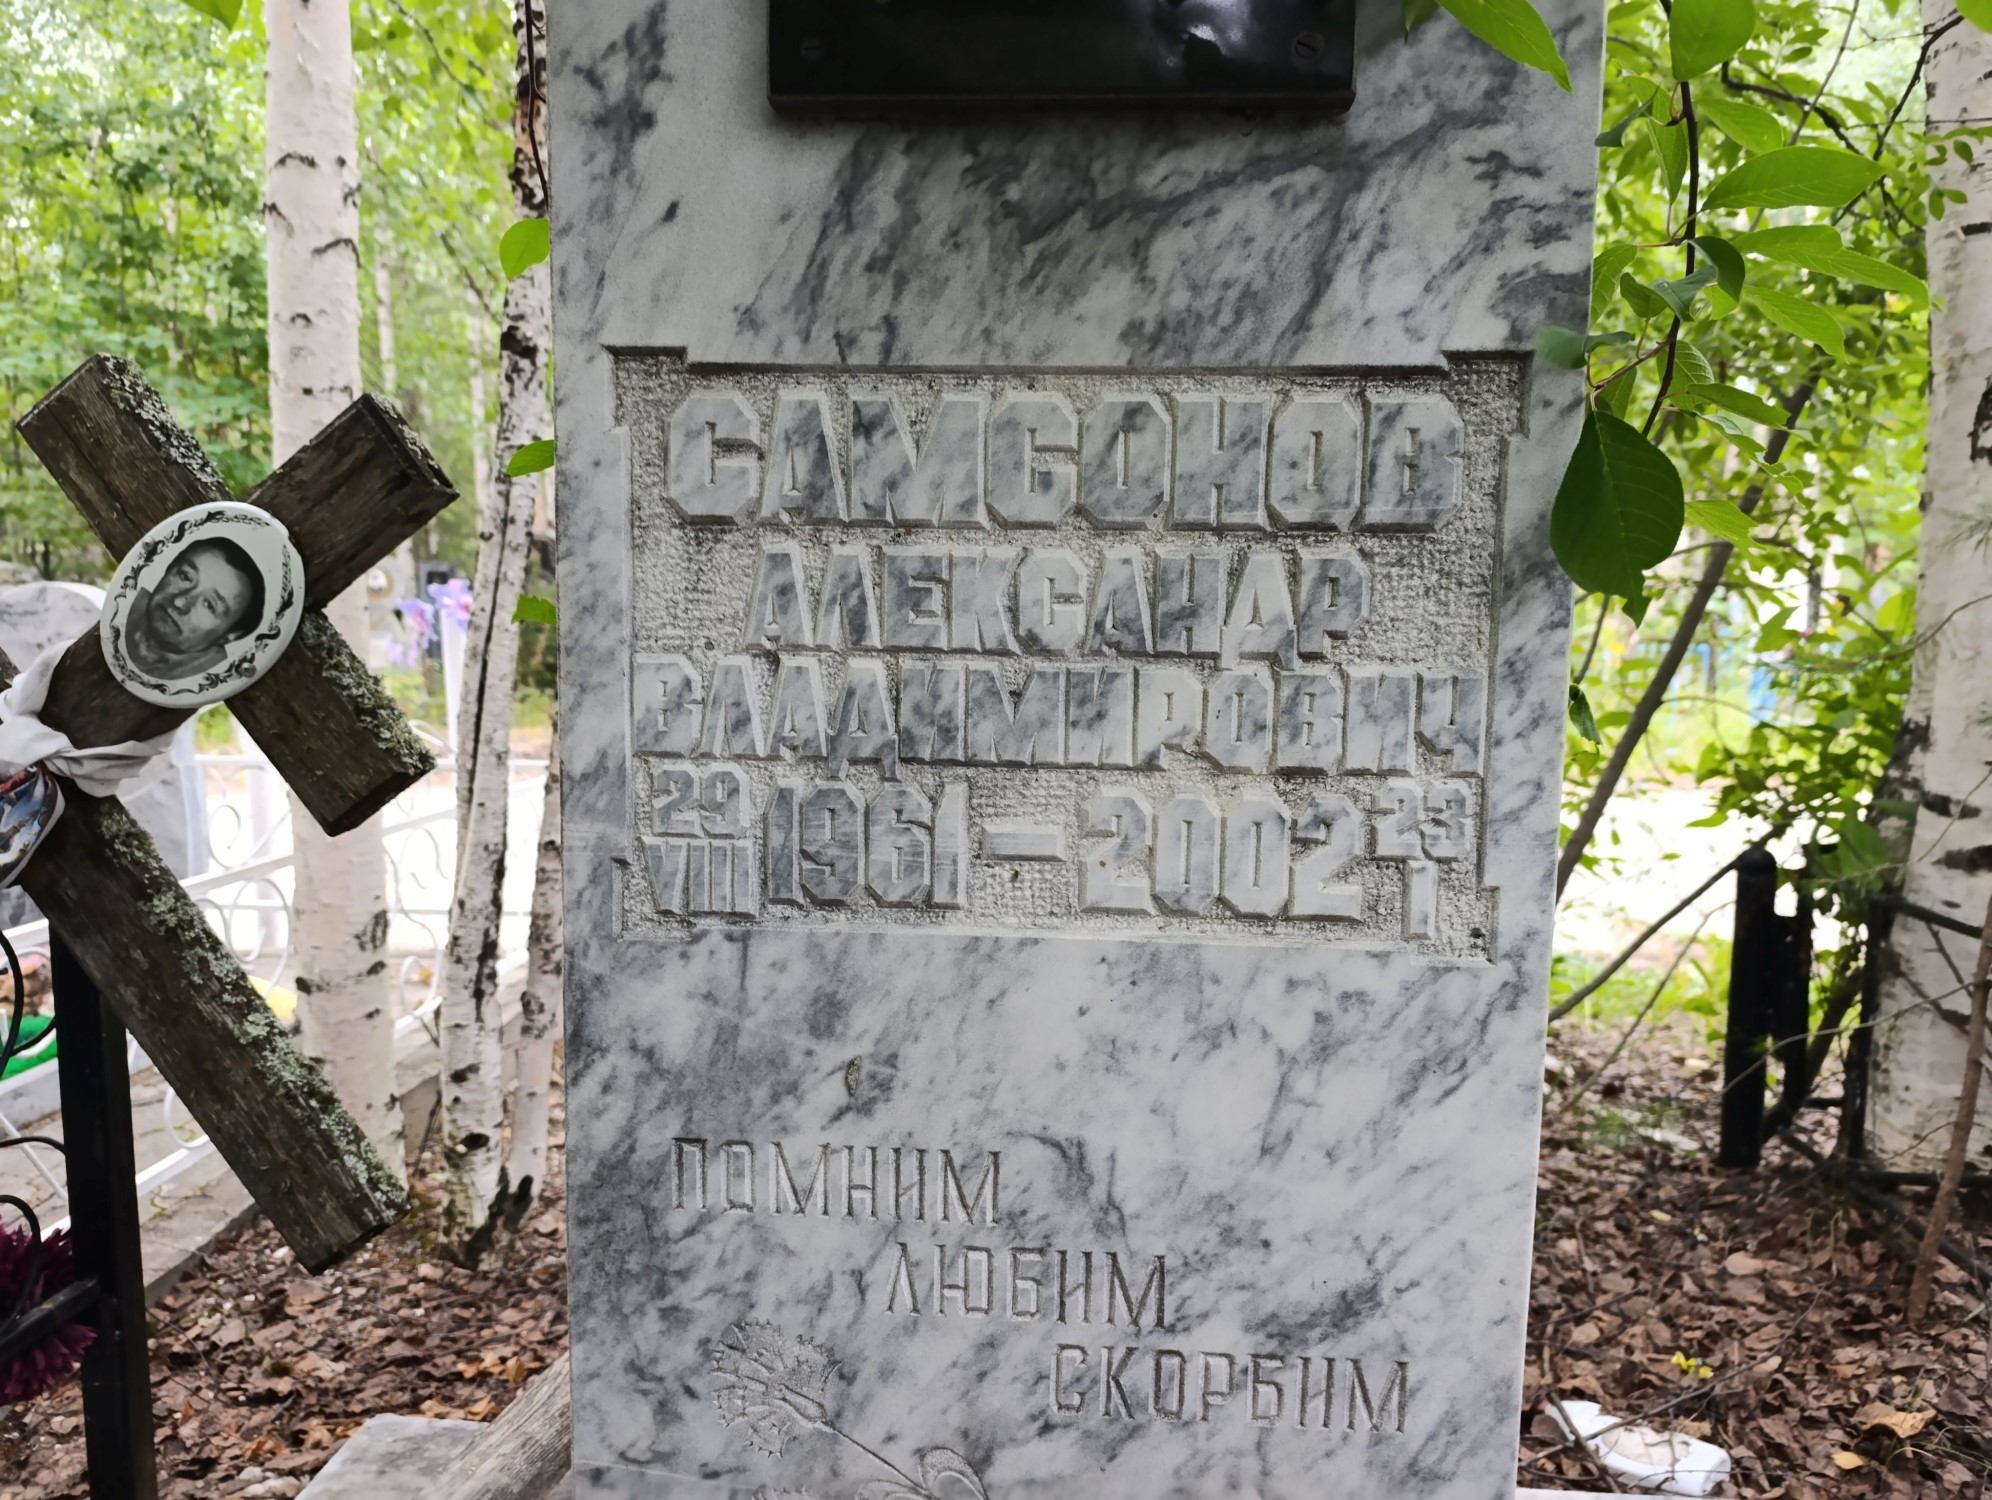 САМСОНОВ
АЛЕКСАНДР
ВЛАДИМИРОВИЧ
29 VIII 1961 — 2002 23 I
ПОМНИМ
ЛЮБИМ
СКОРБИМ